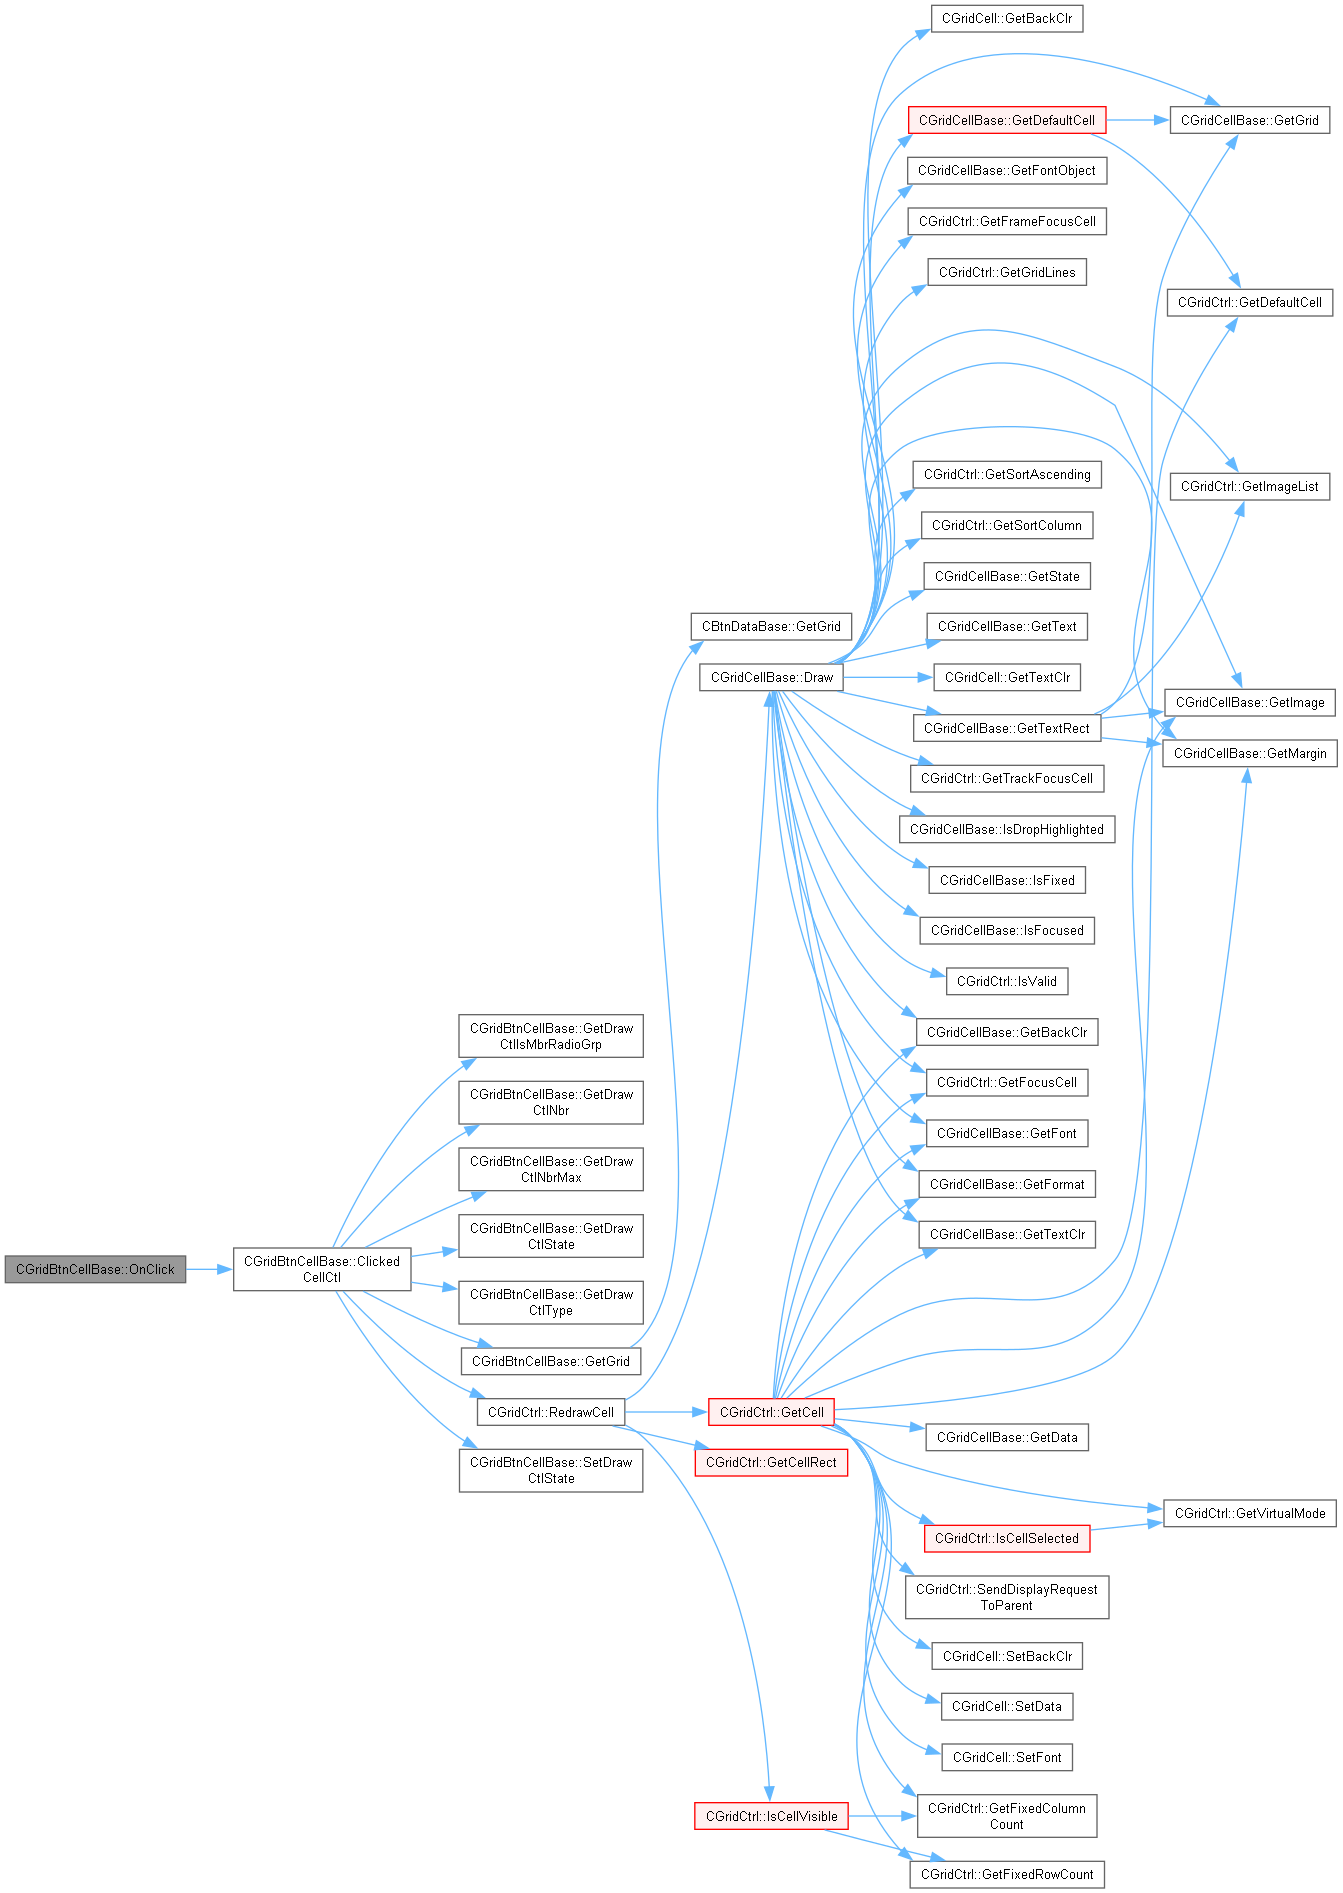 CGridBtnCellBase::OnClick
CGridBtnCellBase::Clicked
CellCtl
CGridBtnCellBase::GetDraw
CtlIsMbrRadioGrp
CGridBtnCellBase::GetDraw
CtlNbr
CGridBtnCellBase::GetDraw
CtlNbrMax
CGridBtnCellBase::GetDraw
CtlState
CGridBtnCellBase::GetDraw
CtlType
CGridBtnCellBase::GetGrid
CGridCtrl::RedrawCell
CGridBtnCellBase::SetDraw
CtlState
CBtnDataBase::GetGrid
CGridCellBase::Draw
CGridCtrl::GetCell
CGridCtrl::GetCellRect
CGridCtrl::IsCellVisible
CGridCell::GetBackClr
CGridCellBase::GetDefaultCell
CGridCellBase::GetFontObject
CGridCtrl::GetFrameFocusCell
CGridCtrl::GetGridLines
CGridCtrl::GetSortAscending
CGridCtrl::GetSortColumn
CGridCellBase::GetState
CGridCellBase::GetText
CGridCell::GetTextClr
CGridCellBase::GetTextRect
CGridCtrl::GetTrackFocusCell
CGridCellBase::IsDropHighlighted
CGridCellBase::IsFixed
CGridCellBase::IsFocused
CGridCtrl::IsValid
CGridCellBase::GetBackClr
CGridCtrl::GetFocusCell
CGridCellBase::GetFont
CGridCellBase::GetFormat
CGridCellBase::GetTextClr
CGridCellBase::GetData
CGridCtrl::IsCellSelected
CGridCtrl::SendDisplayRequest
ToParent
CGridCell::SetBackClr
CGridCell::SetData
CGridCell::SetFont
CGridCtrl::GetFixedColumn
Count
CGridCtrl::GetFixedRowCount
CGridCellBase::GetGrid
CGridCtrl::GetDefaultCell
CGridCtrl::GetImageList
CGridCellBase::GetImage
CGridCellBase::GetMargin
CGridCtrl::GetVirtualMode